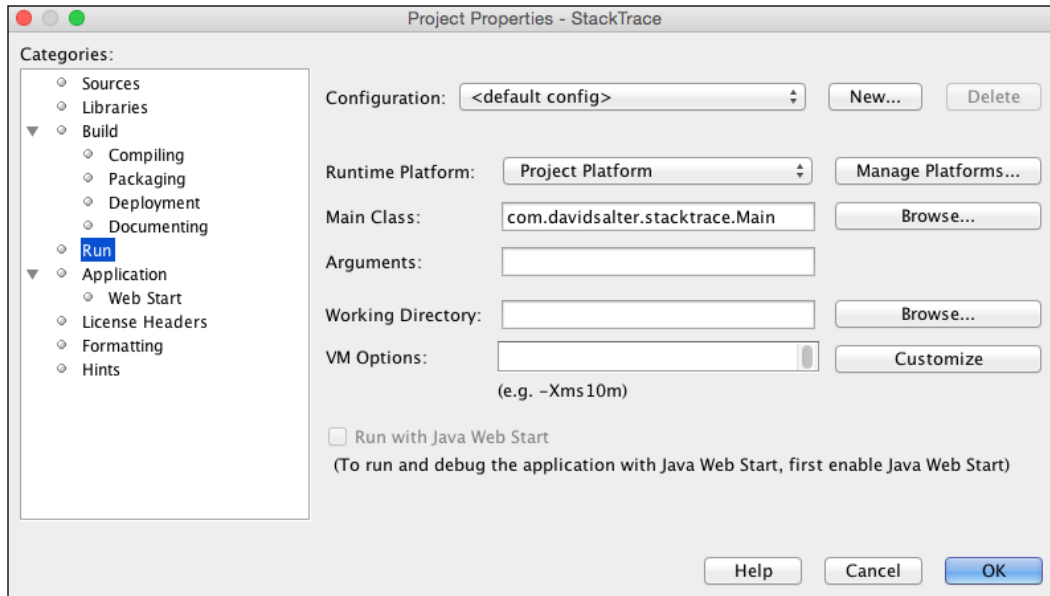 Project Properties - StackTrace
Categories:
Sources
Libraries
Build
Compiling
Packaging
Deployment
Documenting
Run
Application
Web Start
License Headers
Formatting
Hints
Configuration: <default config> New... Delete
Runtime Platform: Project Platform Manage Platforms...
Main Class: com.davidsalter.stacktrace.Main Browse...
Arguments:
Working Directory: Browse...
VM Options: Customize
(e.g. -Xms10m)
Run with Java Web Start
(To run and debug the application with Java Web Start, first enable Java Web Start)
Help Cancel OK